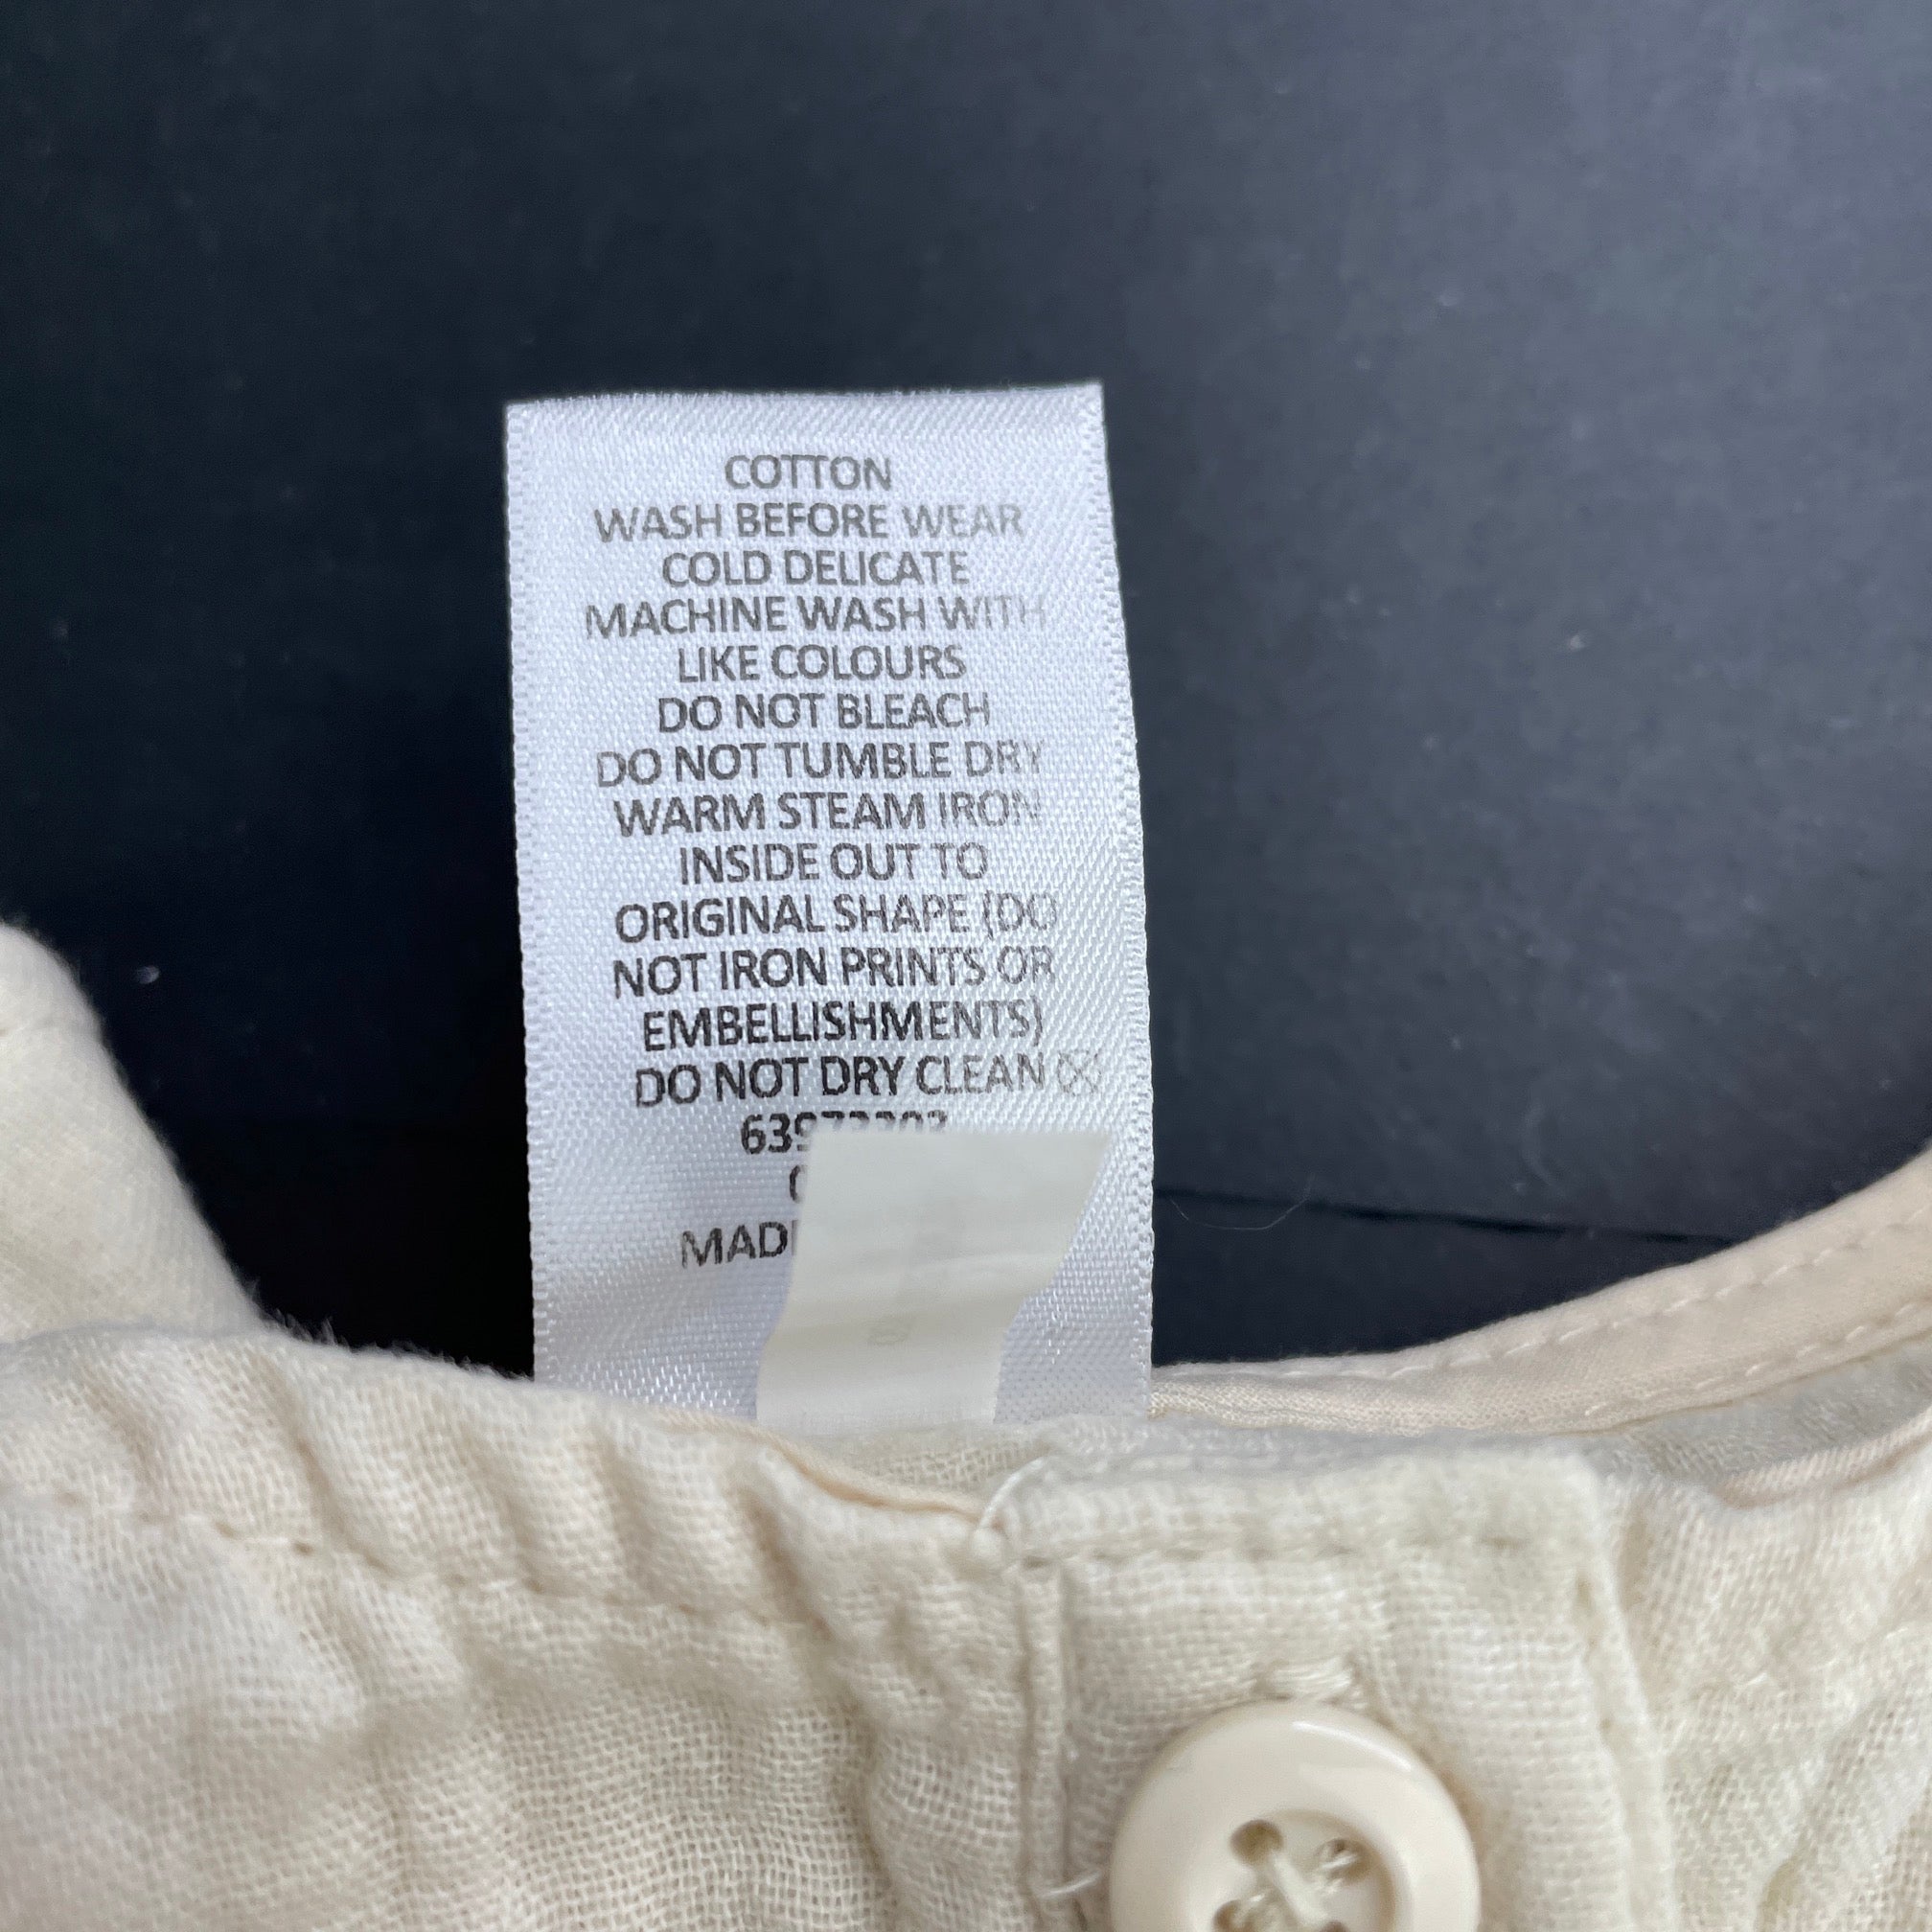 COTTON
WASH BEFORE WEAR
COLD DELICATE
MACHINE WASH WITH
LIKE COLOURS
DO NOT BLEACH
DO NOT TUMBLE DRY
WARM STEAM IRON
INSIDE OUT TO
ORIGINAL SHAPE (DO
NOT IRON PRINTS OR
EMBELLISHMENTS)
DO NOT DRY CLEAN